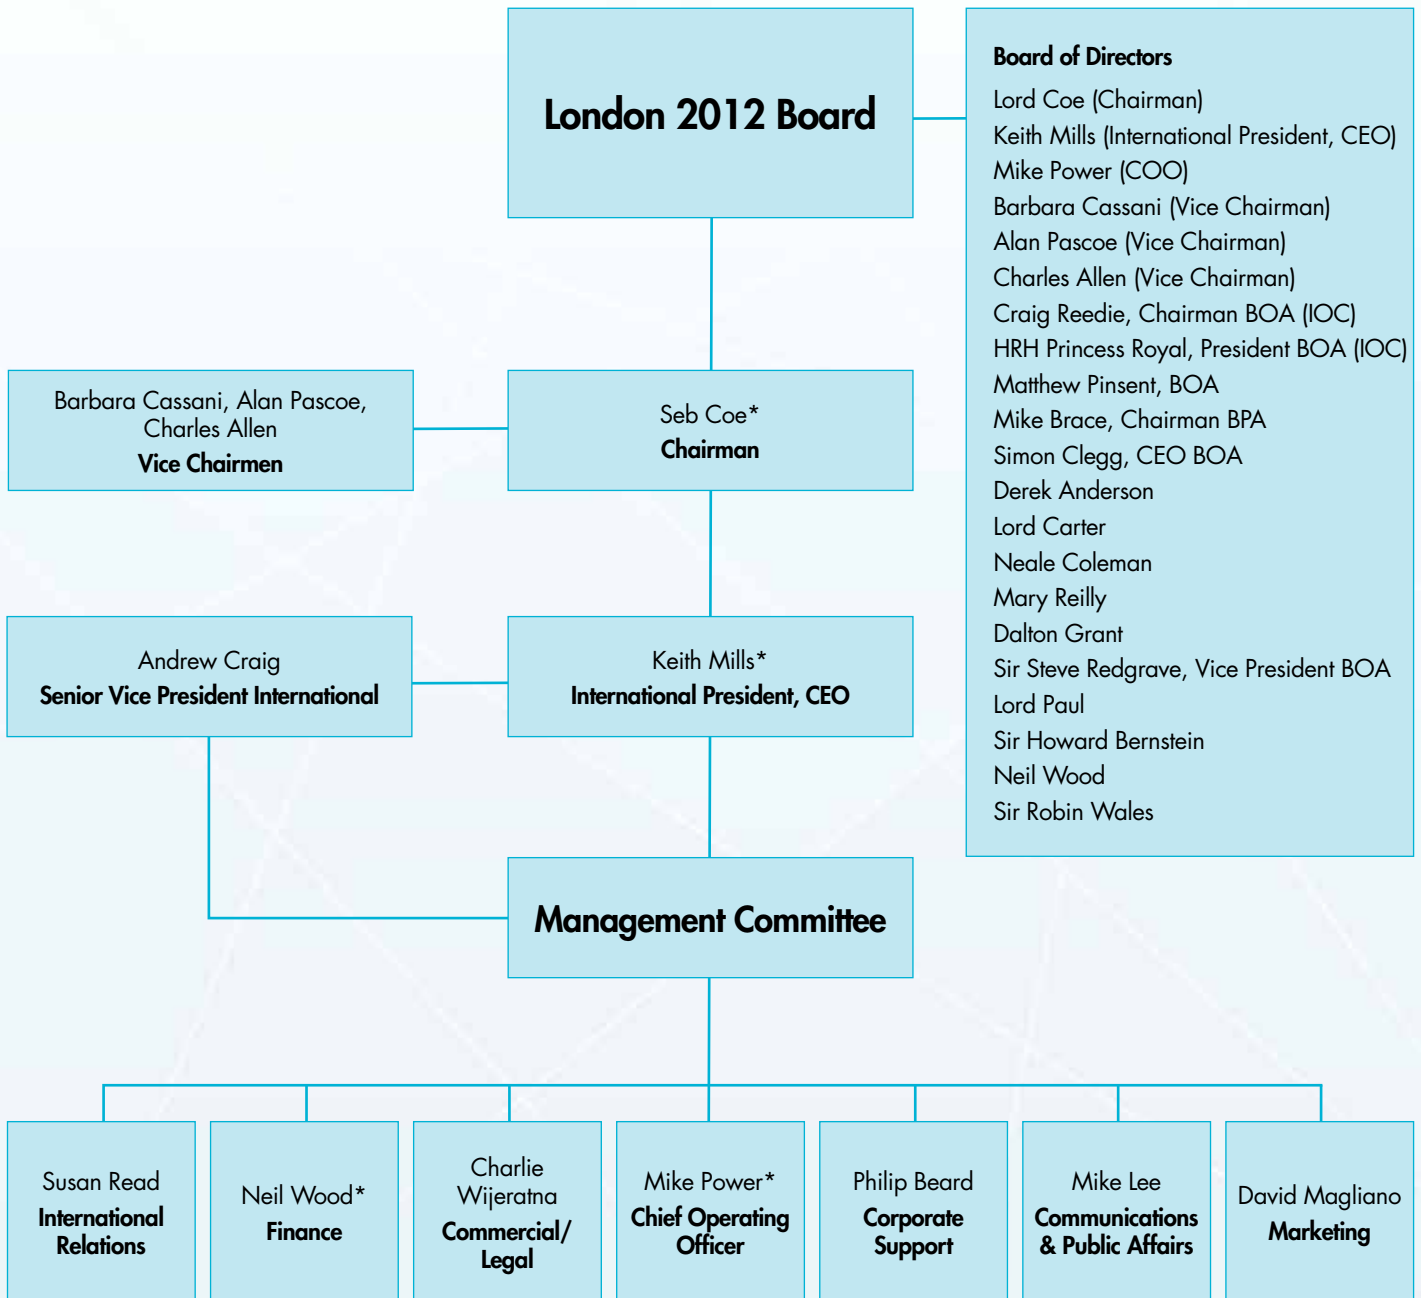 London 2012 Board
Board of Directors
Lord Coe (Chairman)
Keith Mills (International President, CEO)
Mike Power (COO)
Barbara Cassani (Vice Chairman)
Alan Pascoe (Vice Chairman)
Charles Allen (Vice Chairman)
Craig Reedie, Chairman BOA (IOC)
HRH Princess Royal, President BOA (IOC)
Matthew Pinsent, BOA
Mike Brace, Chairman BPA
Simon Clegg, CEO BOA
Derek Anderson
Lord Carter
Neale Coleman
Mary Reilly
Dalton Grant
Sir Steve Redgrave, Vice President BOA
Lord Paul
Sir Howard Bernstein
Neil Wood
Sir Robin Wales
Barbara Cassani, Alan Pascoe,
Charles Allen
Vice Chairmen
Seb Coe*
Chairman
Andrew Craig
Senior Vice President International
Keith Mills*
International President, CEO
Management Committee
Susan Read
International
Relations
Neil Wood*
Finance
Charlie
Wijeratna
Commercial/
Legal
Mike Power*
Chief Operating
Officer
Philip Beard
Corporate
Support
Mike Lee
Communications
& Public Affairs
David Magliano
Marketing